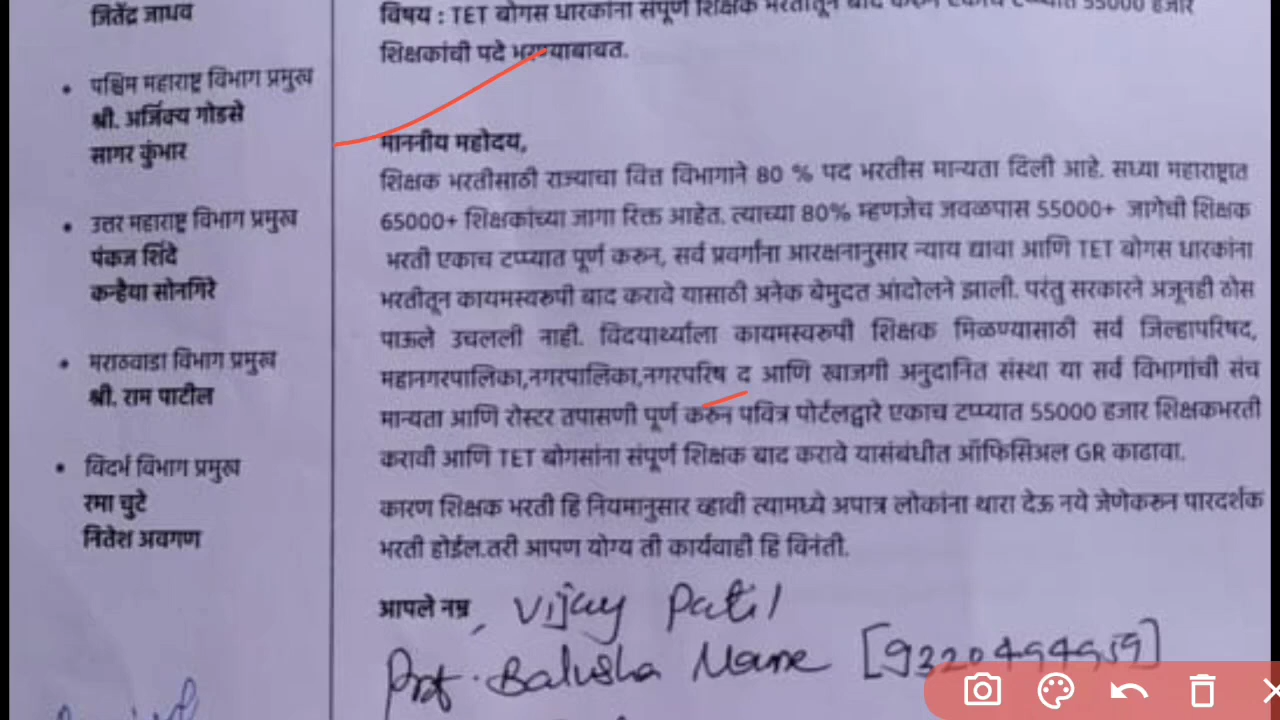 जितेंद्र जाधव
• पश्चिम महाराष्ट्र विभाग प्रमुख
श्री. अजिंक्य गोडसे
सागर कुंभार
• उत्तर महाराष्ट्र विभाग प्रमुख
पंकज शिंदे
कन्हैया सोनगिरे
• मराठवाडा विभाग प्रमुख
श्री. राम पाटील
• विदर्भ विभाग प्रमुख
रमा चुटे
नितेश अवगण
विषय : TET बोगस धारकांना संपूर्ण शिक्षक भरतीतून बाद करुन एकाच टप्प्यात 55000 हजार
शिक्षकांची पदे भरण्याबाबत.
माननीय महोदय,
शिक्षक भरतीसाठी राज्याचा वित्त विभागाने 80 % पद भरतीस मान्यता दिली आहे. सध्या महाराष्ट्रात
65000+ शिक्षकांच्या जागा रिक्त आहेत. त्याच्या 80% म्हणजेच जवळपास 55000+ जागेची शिक्षक
भरती एकाच टप्प्यात पूर्ण करुन, सर्व प्रवर्गांना आरक्षनानुसार न्याय द्यावा आणि TET बोगस धारकांना
भरतीतून कायमस्वरूपी बाद करावे यासाठी अनेक बेमुदत आंदोलने झाली. परंतु सरकारने अजूनही ठोस
पाऊले उचलली नाही. विदयार्थ्याला कायमस्वरुपी शिक्षक मिळण्यासाठी सर्व जिल्हापरिषद,
महानगरपालिका,नगरपालिका,नगरपरिष द आणि खाजगी अनुदानित संस्था या सर्व विभागांची संच
मान्यता आणि रोस्टर तपासणी पूर्ण करुन पवित्र पोर्टलद्वारे एकाच टप्प्यात 55000 हजार शिक्षकभरती
करावी आणि TET बोगसांना संपूर्ण शिक्षक बाद करावे यासंबंधीत ऑफिसिअल GR काढावा.
कारण शिक्षक भरती हि नियमानुसार व्हावी त्यामध्ये अपात्र लोकांना थारा देऊ नये जेणेकरुन पारदर्शक
भरती होईल.तरी आपण योग्य ती कार्यवाही हि विनंती.
आपले नम्र, Vijay Patil
Prof. Balusha Mane [9320494959]